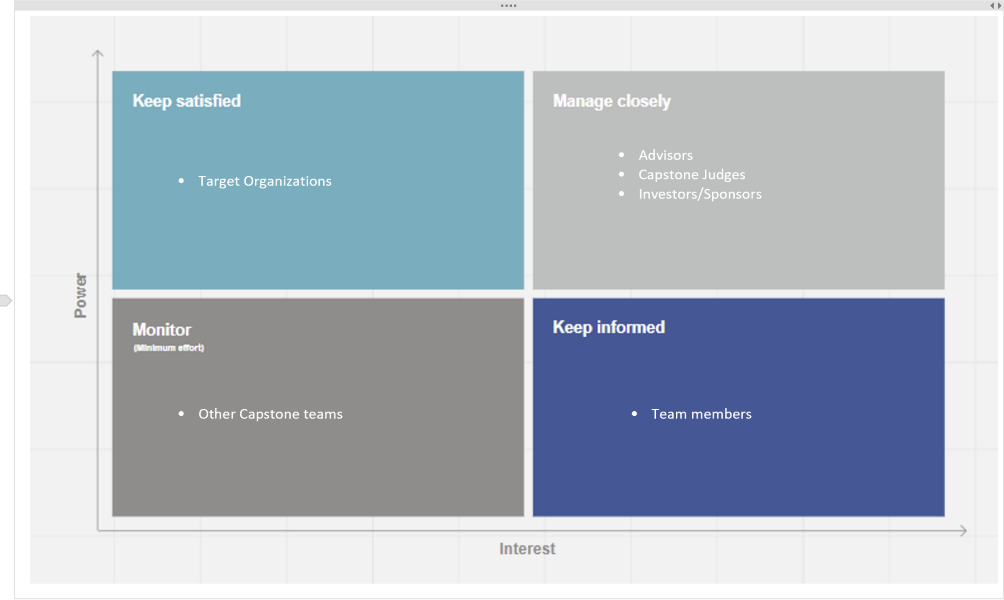 Keep satisfied
• Target Organizations
Manage closely
• Advisors
• Capstone Judges
• Investors/Sponsors
Power
Monitor
(Minimum effort)
• Other Capstone teams
Keep informed
• Team members
Interest